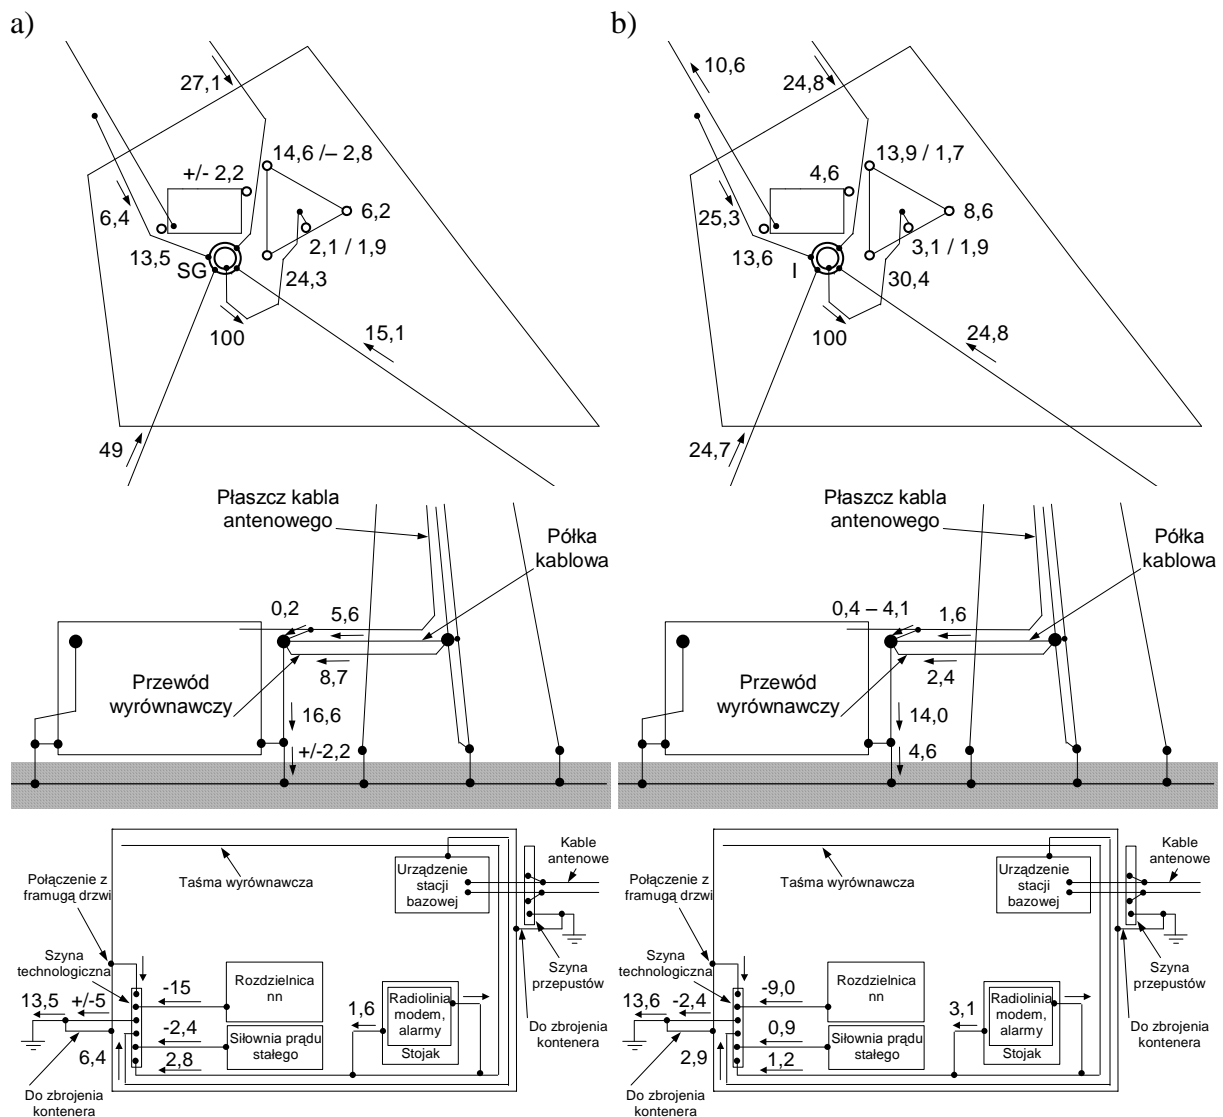 a)
27,1
14,6 /– 2,8
+/- 2,2
6,4
6,2
2,1 / 1,9
13,5
SG
24,3
100
15,1
49
Płaszcz kabla
antenowego
Półka
kablowa
0,2
5,6
8,7
Przewód
wyrównawczy
16,6
+/-2,2
Połączenie z
framugą drzwi
Taśma wyrównawcza
Urządzenie
stacji
bazowej
Kable
antenowe
Szyna
technologiczna
Szyna
przepustów
-15
Rozdzielnica
nn
13,5
+/-5
-2,4
Siłownia prądu
stałego
1,6
Radiolinia
modem,
alarmy
Stojak
6,4
2,8
Do zbrojenia
kontenera
Do zbrojenia
kontenera
b)
10,6
24,8
13,9 / 1,7
4,6
25,3
8,6
3,1 / 1,9
13,6
I
30,4
100
24,8
24,7
Płaszcz kabla
antenowego
Półka
kablowa
0,4 – 4,1
1,6
2,4
Przewód
wyrównawczy
14,0
4,6
Połączenie z
framugą drzwi
Taśma wyrównawcza
Urządzenie
stacji
bazowej
Kable
antenowe
Szyna
technologiczna
Szyna
przepustów
-9,0
Rozdzielnica
nn
13,6
-2,4
0,9
Siłownia prądu
stałego
3,1
Radiolinia
modem,
alarmy
Stojak
2,9
1,2
Do zbrojenia
kontenera
Do zbrojenia
kontenera